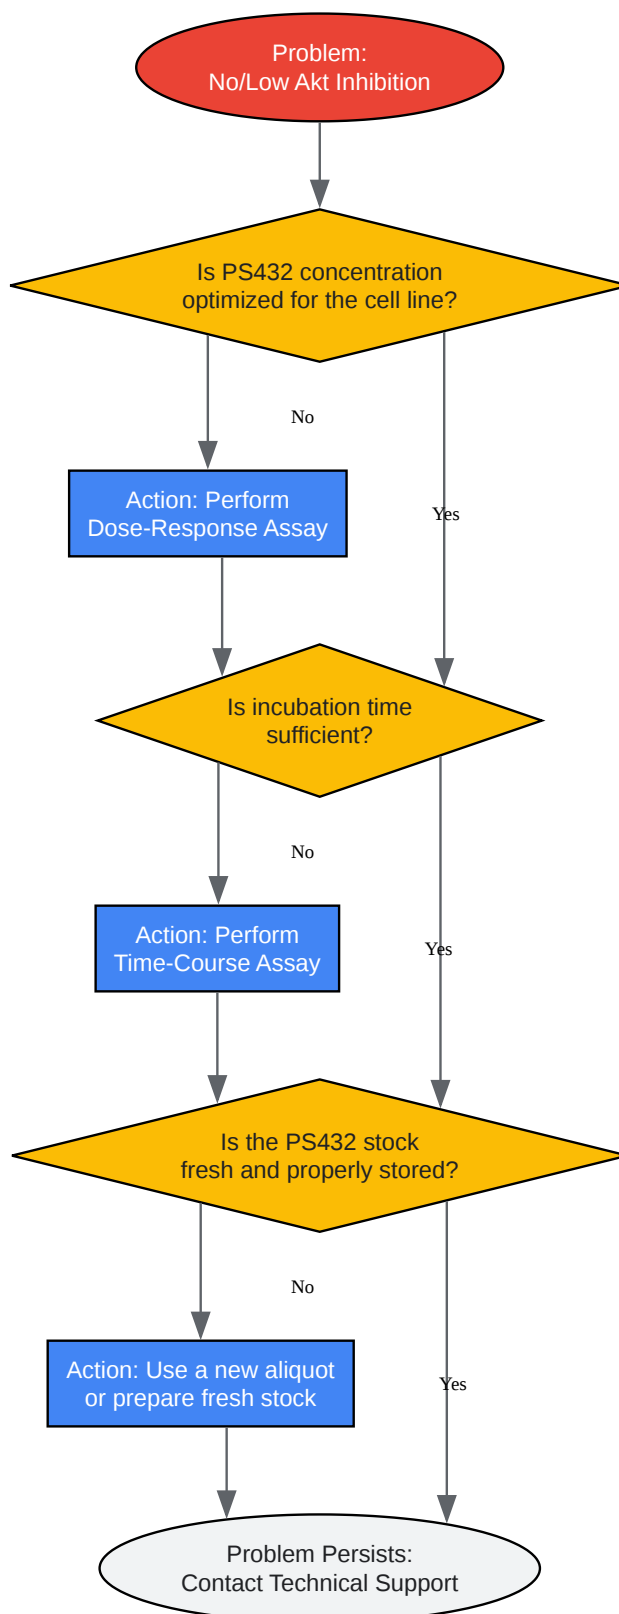 Problem:
No/Low Akt Inhibition
Is PS432 concentration
optimized for the cell line?
No
Action: Perform
Dose-Response Assay
Yes
Is incubation time
sufficient?
No
Action: Perform
Time-Course Assay
Yes
Is the PS432 stock
fresh and properly stored?
No
Action: Use a new aliquot
or prepare fresh stock
Yes
Problem Persists:
Contact Technical Support